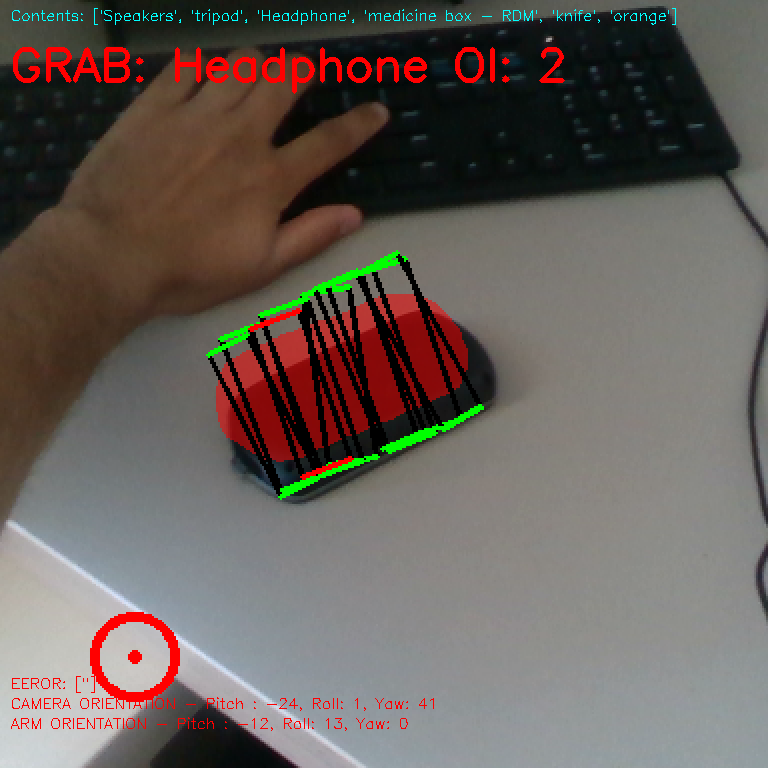 Contents: ['Speakers', 'tripod', 'Headphone', 'medicine box - RDM', 'knife', 'orange']
GRAB: Headphone OI: 2
EEROR: ['']
CAMERA ORIENTATION - Pitch : -24, Roll: 1, Yaw: 41
ARM ORIENTATION - Pitch : -12, Roll: 13, Yaw: 0